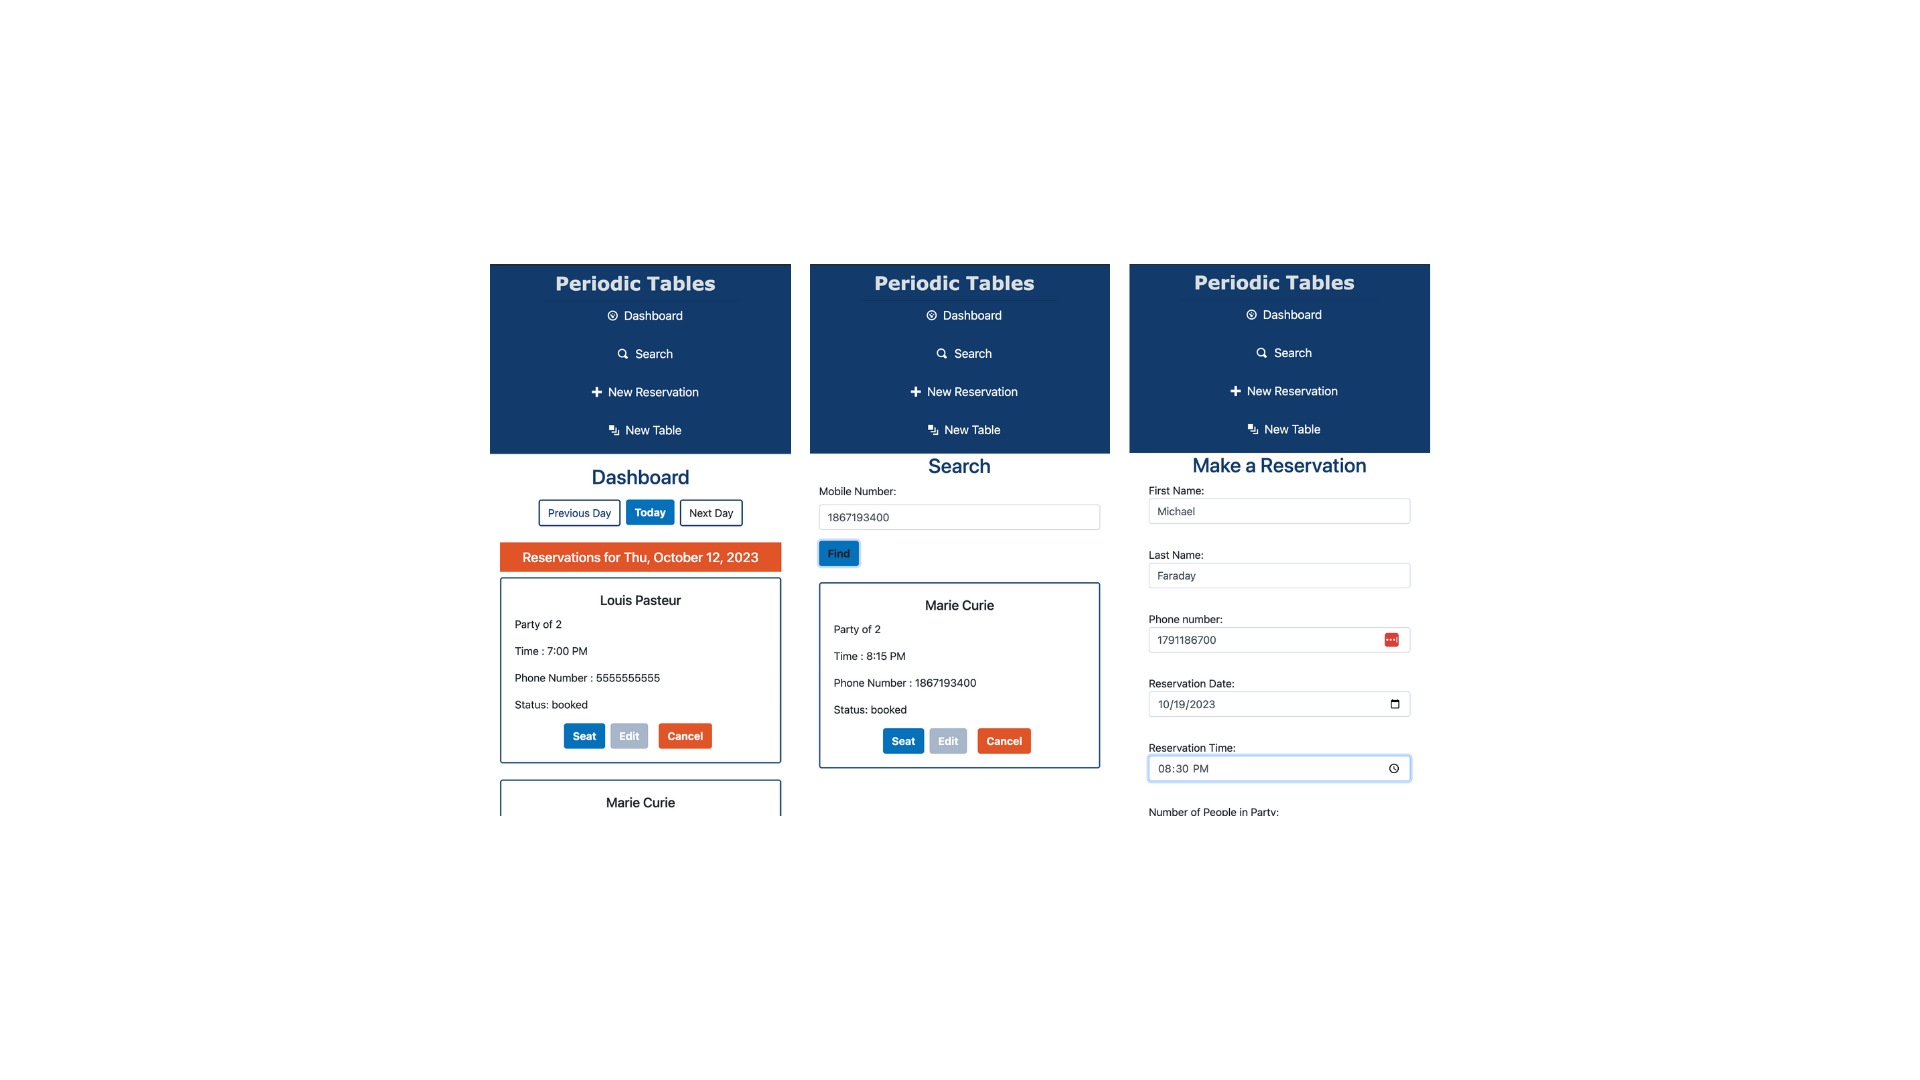 Periodic Tables
Dashboard
Search
New Reservation
New Table
Dashboard
Previous Day
Today
Next Day
Reservations for Thu, October 12, 2023
Louis Pasteur
Party of 2
Time : 7:00 PM
Phone Number : 5555555555
Status: booked
Seat
Edit
Cancel
Marie Curie
Periodic Tables
Dashboard
Search
New Reservation
New Table
Search
Mobile Number:
1867193400
Find
Marie Curie
Party of 2
Time : 8:15 PM
Phone Number : 1867193400
Status: booked
Seat
Edit
Cancel
Periodic Tables
Dashboard
Search
New Reservation
New Table
Make a Reservation
First Name:
Michael
Last Name:
Faraday
Phone number:
1791186700
Reservation Date:
10/19/2023
Reservation Time:
08:30 PM
Number of People in Party: